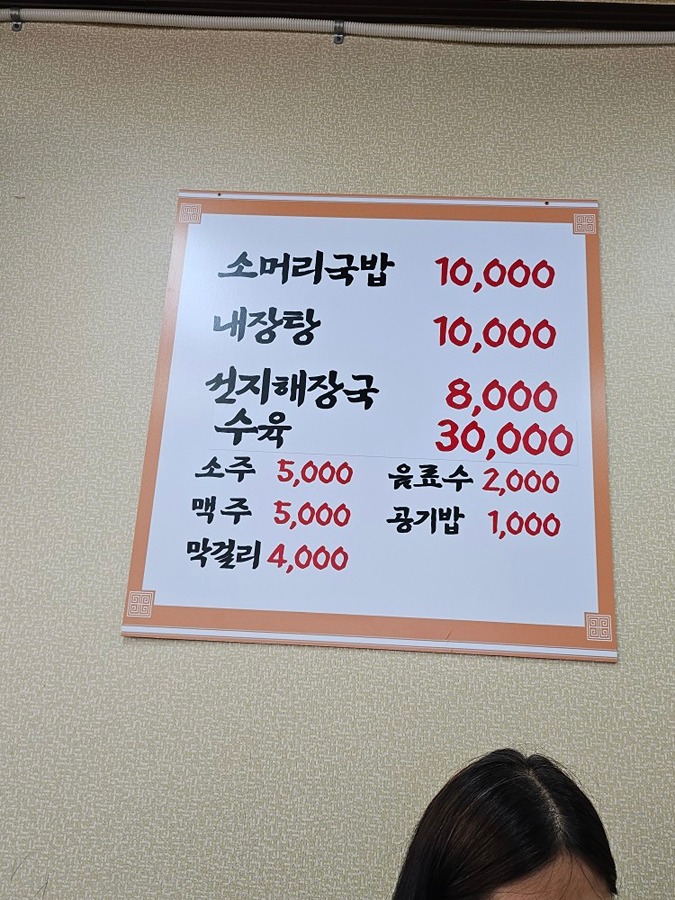 소머리국밥 10,000
내장탕 10,000
선지해장국 8,000
수육 30,000
소주 5,000 음료수 2,000
맥주 5,000 공기밥 1,000
막걸리 4,000